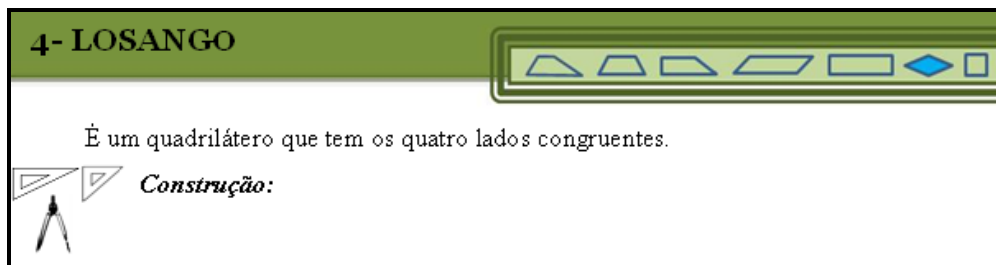 4- LOSANGO
É um quadrilátero que tem os quatro lados congruentes.
Construção: